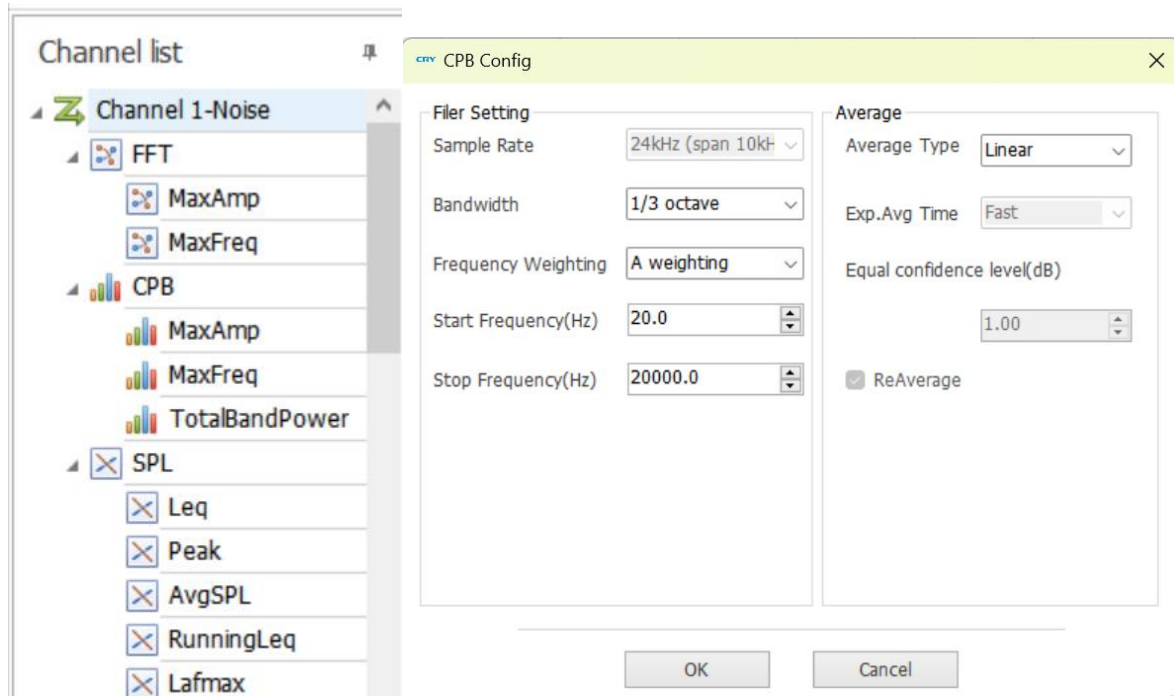 Channel list
Channel 1-Noise
FFT
MaxAmp
MaxFreq
CPB
MaxAmp
MaxFreq
TotalBandPower
SPL
Leq
Peak
AvgSPL
RunningLeq
Lafmax
CRY CPB Config
Filer Setting
Sample Rate 24kHz (span 10kH
Bandwidth 1/3 octave
Frequency Weighting A weighting
Start Frequency(Hz) 20.0
Stop Frequency(Hz) 20000.0
Average
Average Type Linear
Exp.Avg Time Fast
Equal confidence level(dB)
1.00
ReAverage
OK Cancel